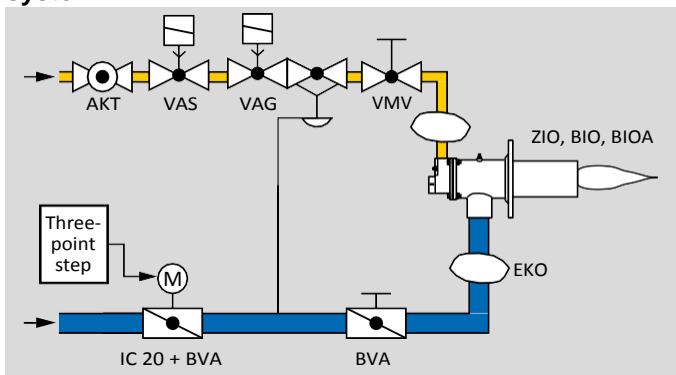 AKT
VAS
VAG
VMV
ZIO, BIO, BIOA
Three-
point
step
M
EKO
IC 20 + BVA
BVA